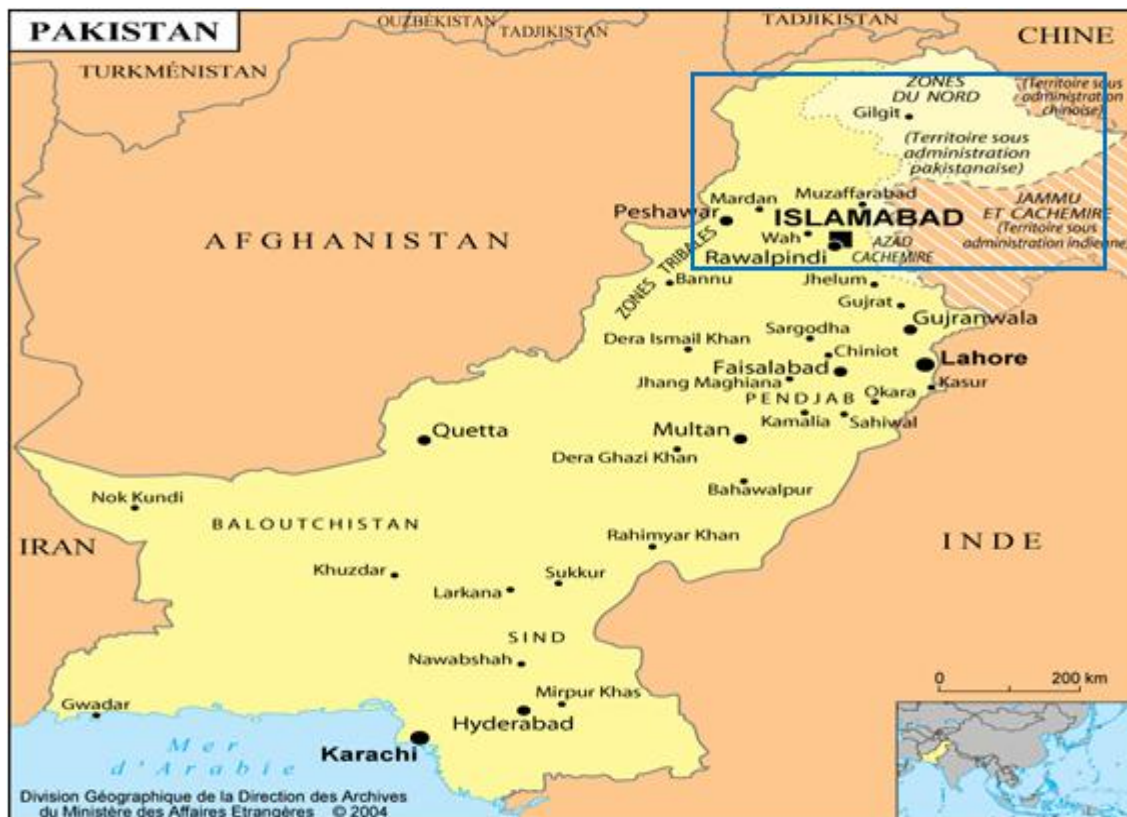 PAKISTAN
OUZBÉKISTAN
TADJIKISTAN
TADJIKISTAN
CHINE
TURKMÉNISTAN
ZONES
DU NORD
(Territoire sous
administration
chinoise)
Gilgit
(Territoire sous
administration
pakistanaise)
Mardan
Muzaffarabad
JAMMU
ET CACHEMIRE
(Territoire sous
administration indienne)
Peshawar
ISLAMABAD
AFGHANISTAN
Wah
AZAD
CACHEMIRE
Rawalpindi
ZONES TRIBALES
Bannu
Jhelum
Gujrat
Gujranwala
Sargodha
Dera Ismail Khan
Chiniot
Lahore
Faisalabad
Jhang Maghiana
Kasur
PENDJAB
Okara
Kamalia
Sahiwal
Quetta
Multan
Dera Ghazi Khan
Bahawalpur
Nok Kundi
BALOUTCHISTAN
Rahimyar Khan
IRAN
INDE
Khuzdar
Sukkur
Larkana
SIND
Nawabshah
Mirpur Khas
0 200 km
Gwadar
Hyderabad
Karachi
Mer
d'Arabie
Division Géographique de la Direction des Archives
du Ministère des Affaires Etrangères © 2004